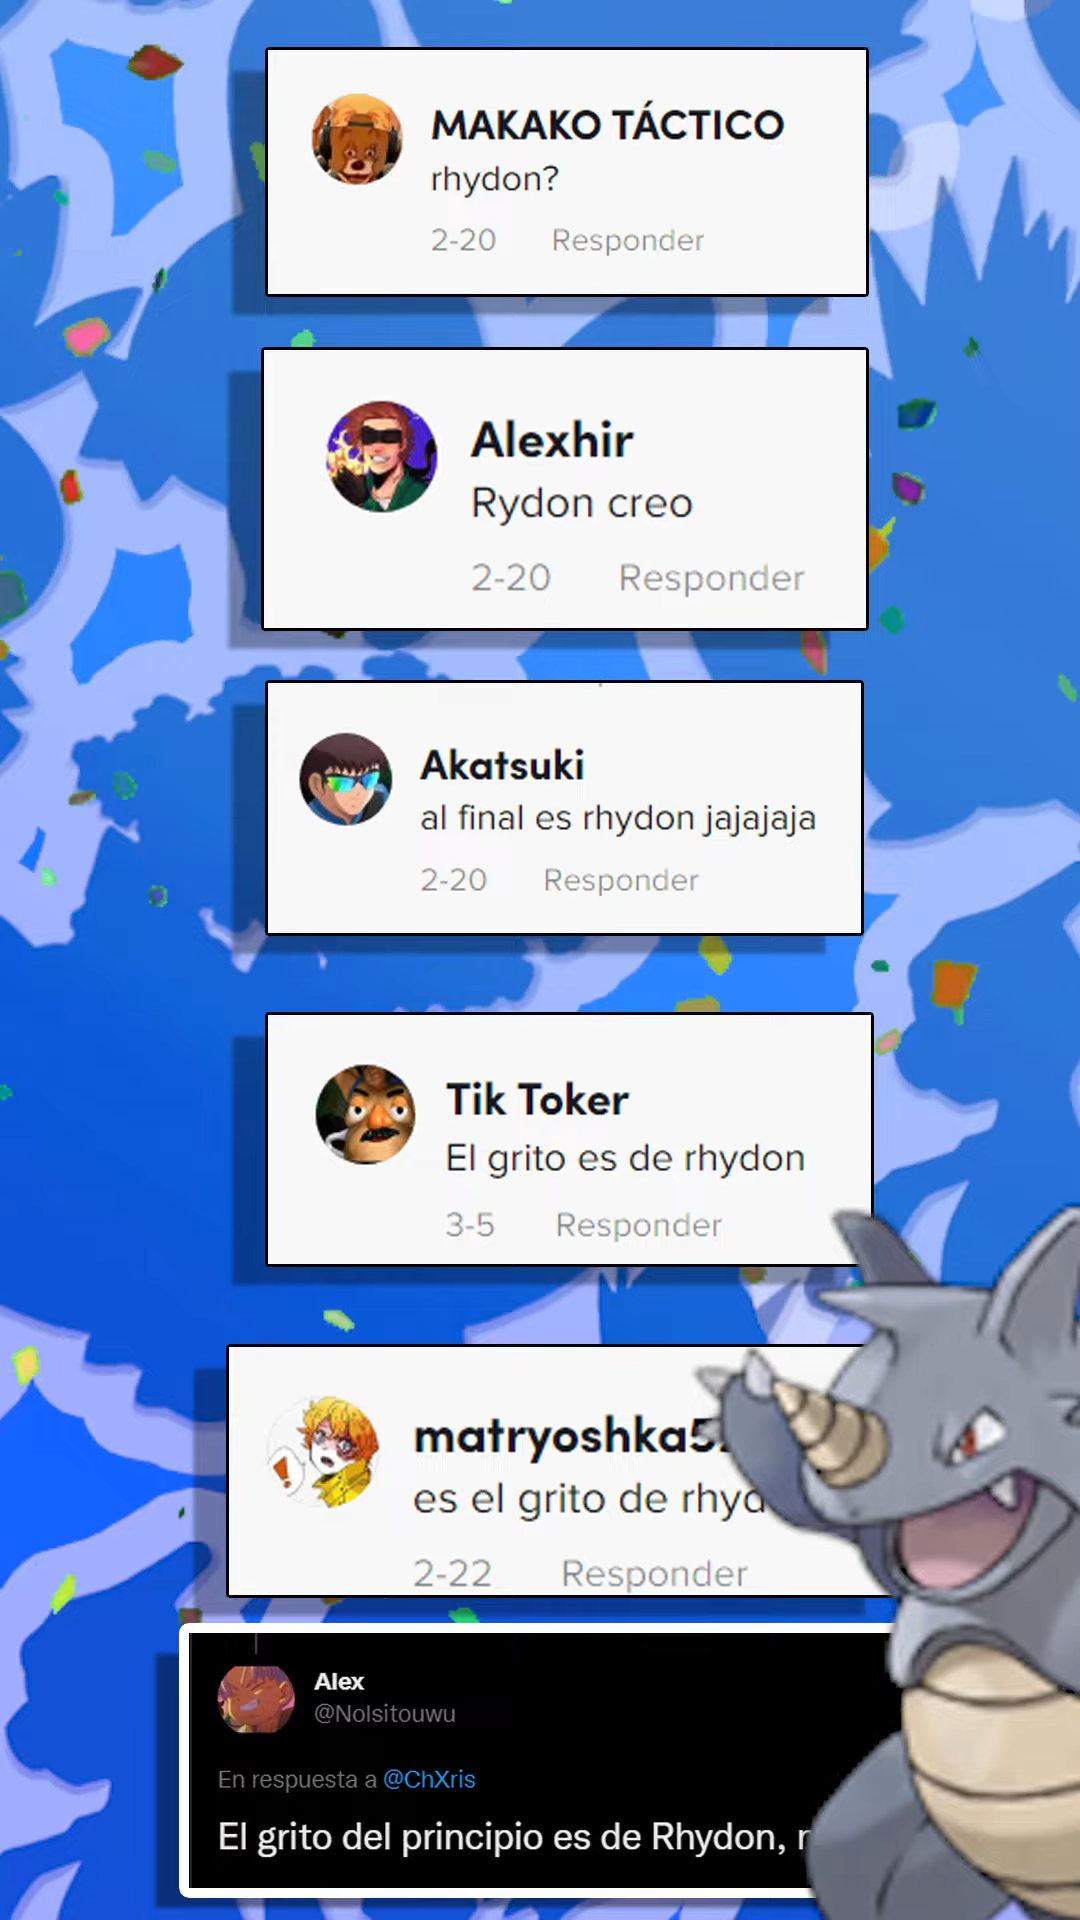 MAKAKO TÁCTICO
rhydon?
2-20 Responder
Alexhir
Rydon creo
2-20 Responder
Akatsuki
al final es rhydon jajajaja
2-20 Responder
Tik Toker
El grito es de rhydon
3-5 Responder
matryoshka5
es el grito de rhyd
2-22 Responder
Alex
@Nolsitouwu
En respuesta a @ChXris
El grito del principio es de Rhydon,